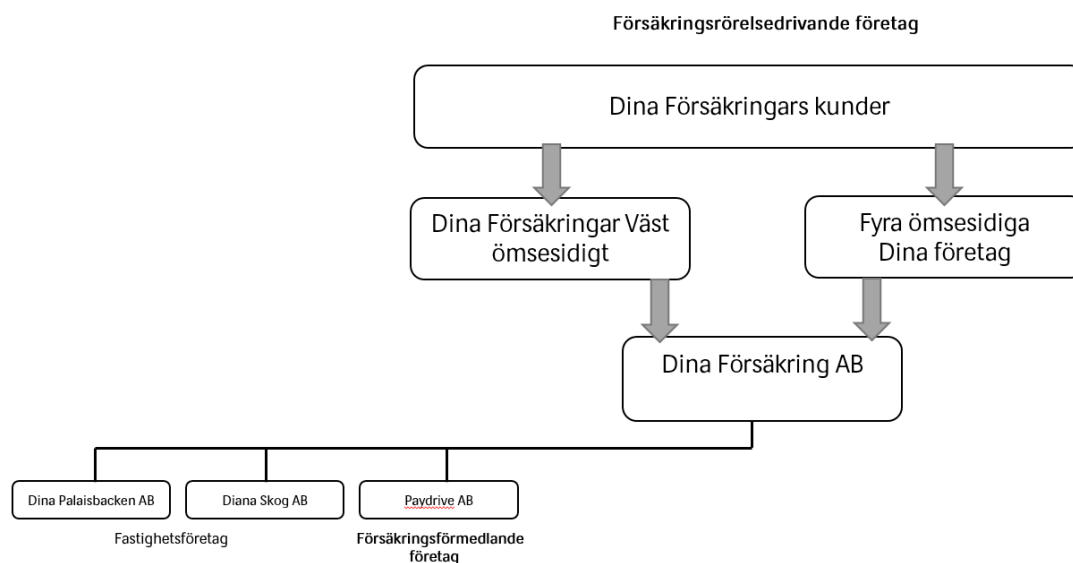 Försäkringsrörelsedrivande företag
Dina Försäkringars kunder
Dina Försäkringar Väst
ömsesidigt
Fyra ömsesidiga
Dina företag
Dina Försäkring AB
Dina Palaisbacken AB
Diana Skog AB
Paydrive AB
Fastighetsföretag
Försäkringsförmedlande
företag